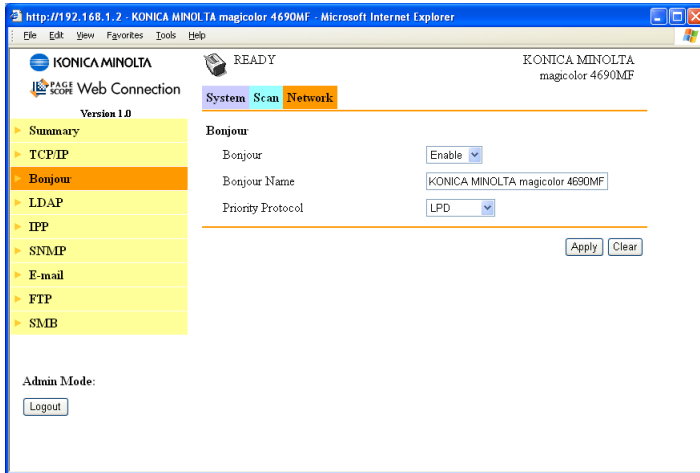 http://192.168.1.2 - KONICA MINOLTA magicolor 4690MF - Microsoft Internet Explorer
File Edit View Favorites Tools Help
KONICA MINOLTA
PAGE SCOPE Web Connection
Version 1.0
READY
KONICA MINOLTA
magicolor 4690MF
System Scan Network
Summary
TCP/IP
Bonjour
LDAP
IPP
SNMP
E-mail
FTP
SMB
Admin Mode:
Logout
Bonjour
Bonjour Enable
Bonjour Name KONICA MINOLTA magicolor 4690MF
Priority Protocol LPD
Apply Clear